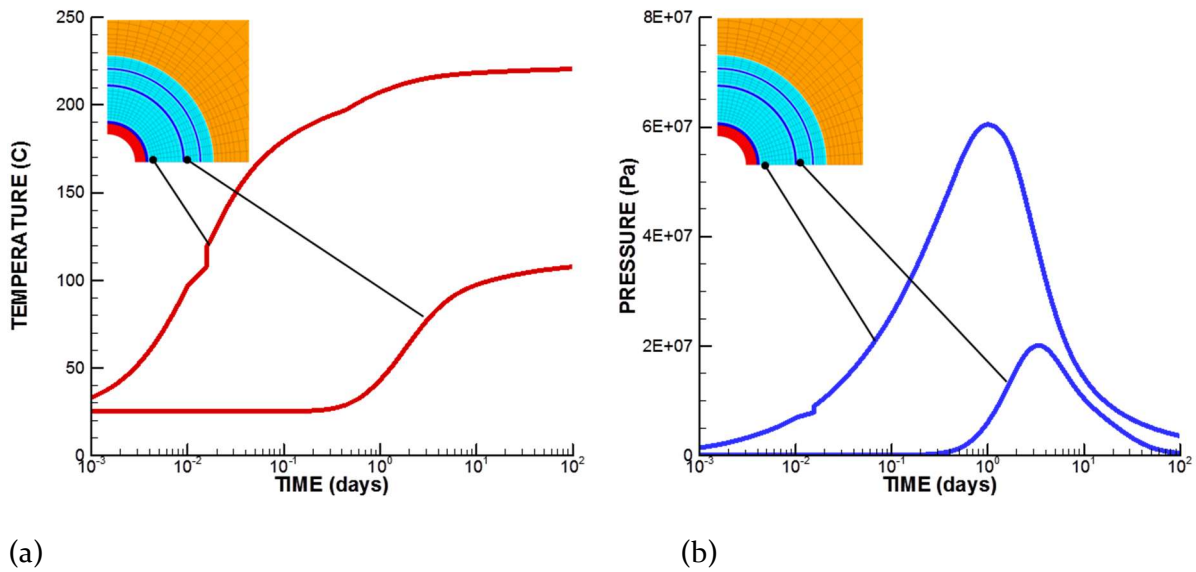 TEMPERATURE (C)
250
200
150
100
50
0
10⁻³
10⁻²
10⁻¹
10⁰
10¹
10²
TIME (days)
PRESSURE (Pa)
8E+07
6E+07
4E+07
2E+07
0
10⁻³
10⁻²
10⁻¹
10⁰
10¹
10²
TIME (days)
(a)
(b)